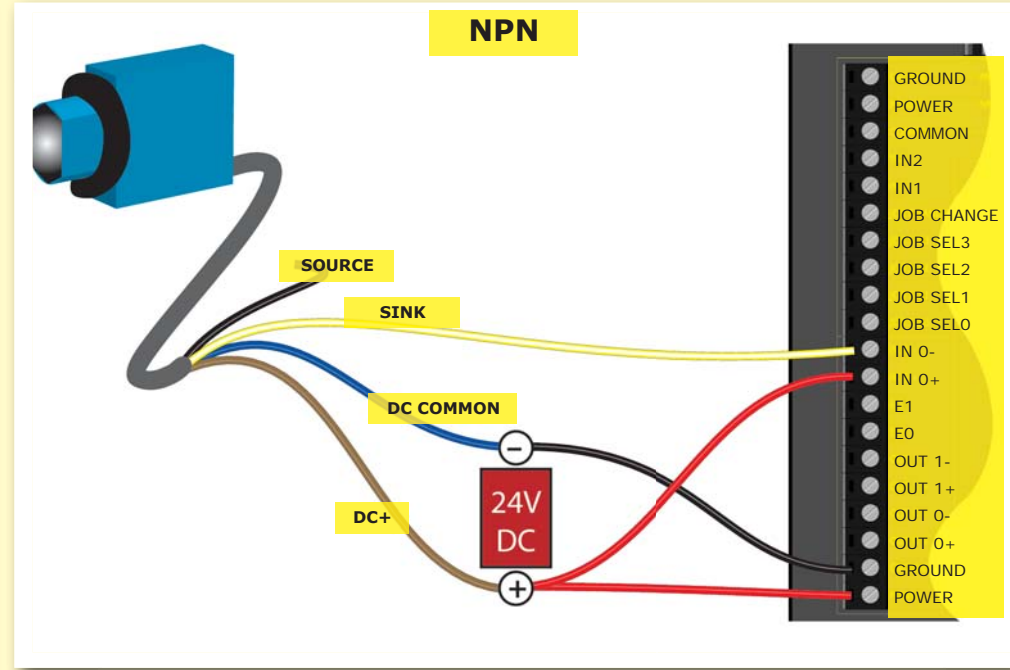 NPN
SOURCE
SINK
DC COMMON
DC+
−
24V
DC
+
GROUND
POWER
COMMON
IN2
IN1
JOB CHANGE
JOB SEL3
JOB SEL2
JOB SEL1
JOB SEL0
IN 0-
IN 0+
E1
E0
OUT 1-
OUT 1+
OUT 0-
OUT 0+
GROUND
POWER